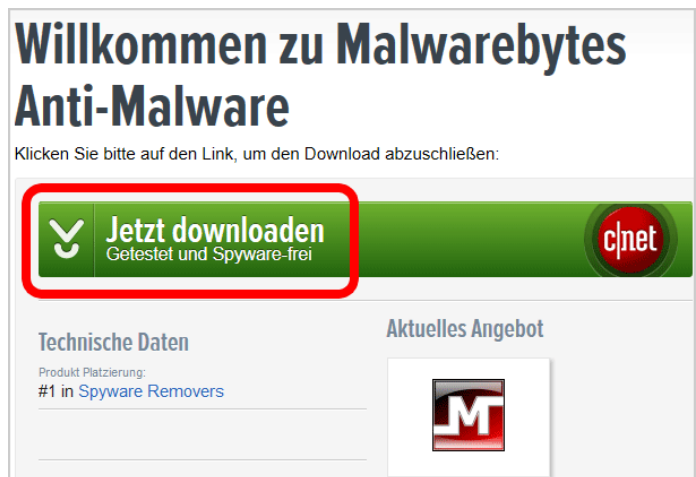 Willkommen zu Malwarebytes
Anti-Malware
Klicken Sie bitte auf den Link, um den Download abzuschließen:
Jetzt downloaden
Getestet und Spyware-frei
c|net
Technische Daten
Produkt Platzierung:
#1 in Spyware Removers
Aktuelles Angebot
M